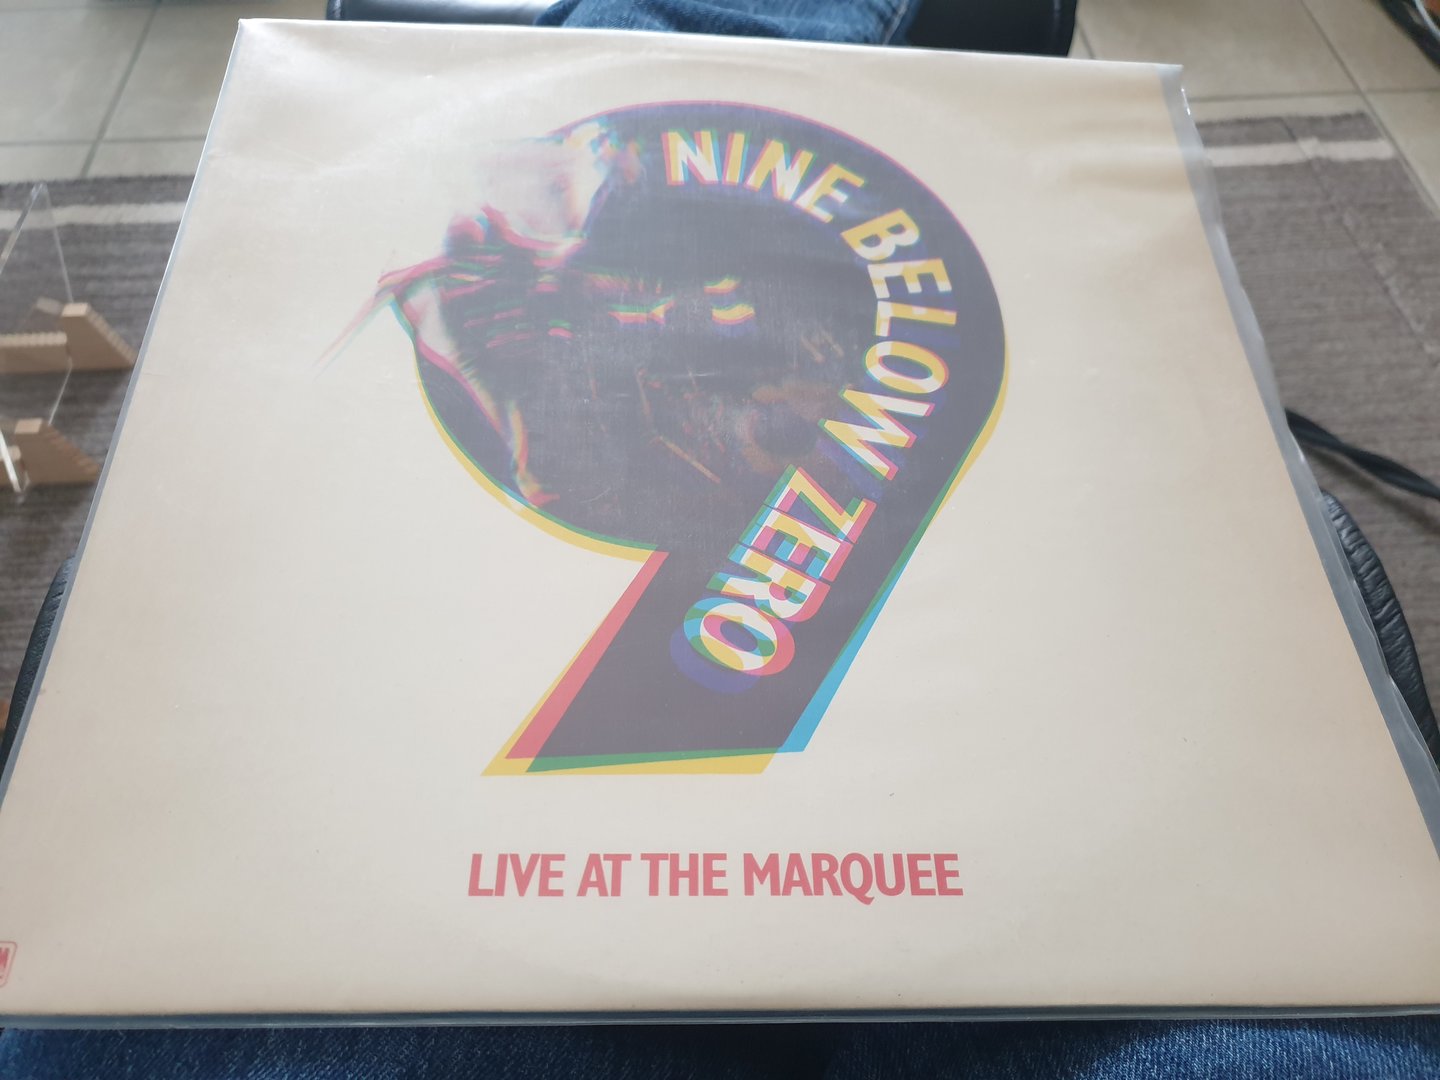 NINE BELOW ZERO
LIVE AT THE MARQUEE